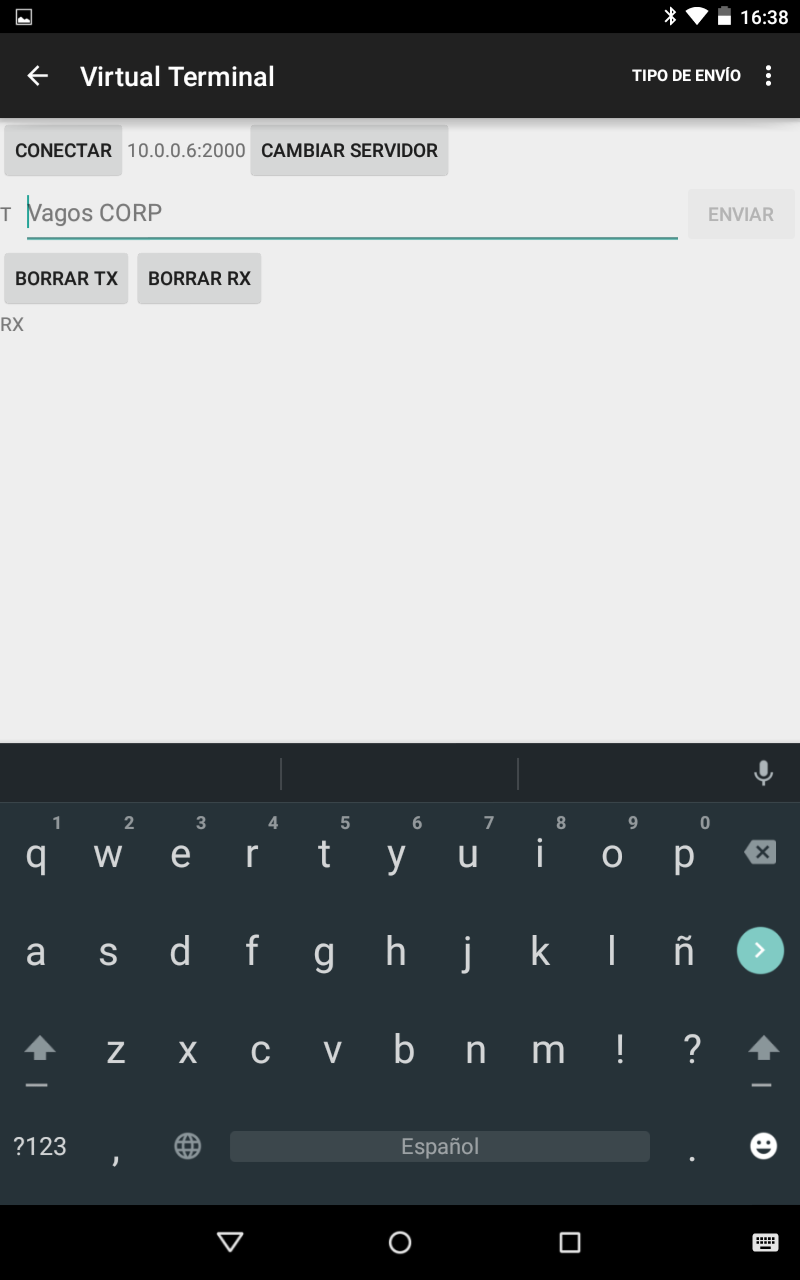 16:38
Virtual Terminal TIPO DE ENVÍO
CONECTAR 10.0.0.6:2000 CAMBIAR SERVIDOR
T Vagos CORP ENVIAR
BORRAR TX BORRAR RX
RX
1 2 3 4 5 6 7 8 9 0
q w e r t y u i o p
a s d f g h j k l ñ
z x c v b n m ! ?
?123 , Español .